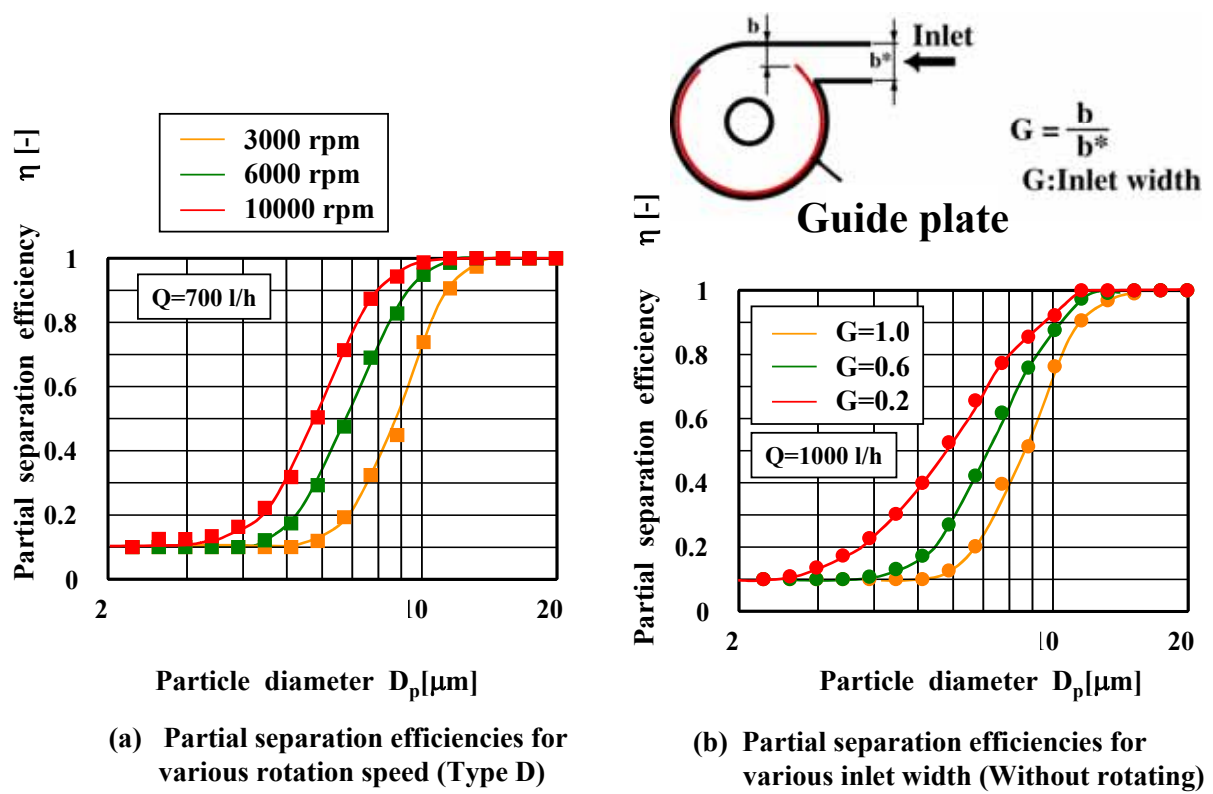 3000 rpm
6000 rpm
10000 rpm
Partial separation efficiency η [-]
Q=700 l/h
1
0.8
0.6
0.4
0.2
0
2
10
20
Particle diameter Dp[μm]
(a) Partial separation efficiencies for
various rotation speed (Type D)
b
b*
Inlet
G = b/b*
G:Inlet width
Guide plate
Partial separation efficiency η [-]
G=1.0
G=0.6
G=0.2
Q=1000 l/h
1
0.8
0.6
0.4
0.2
0
2
10
20
Particle diameter Dp[μm]
(b) Partial separation efficiencies for
various inlet width (Without rotating)